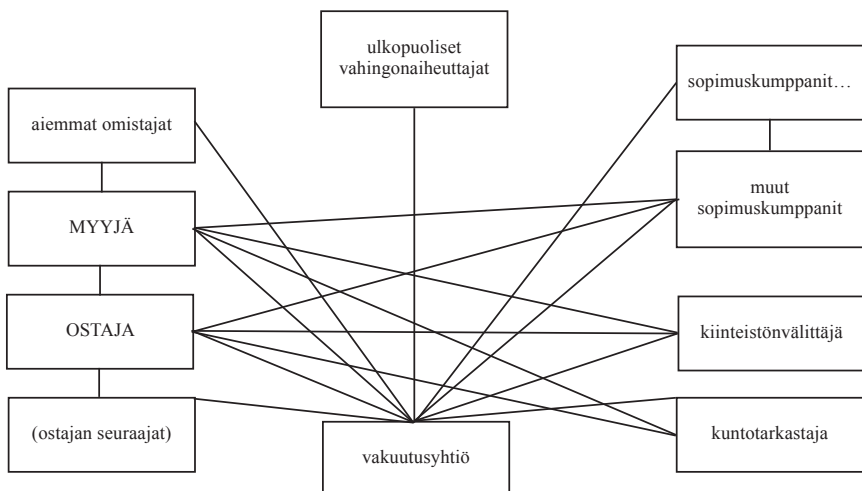 ulkopuoliset
vahingonaiheuttajat
sopimuskumppanit…
aiemmat omistajat
muut
sopimuskumppanit
MYYJÄ
OSTAJA
kiinteistönvälittäjä
(ostajan seuraajat)
vakuutusyhtiö
kuntotarkastaja